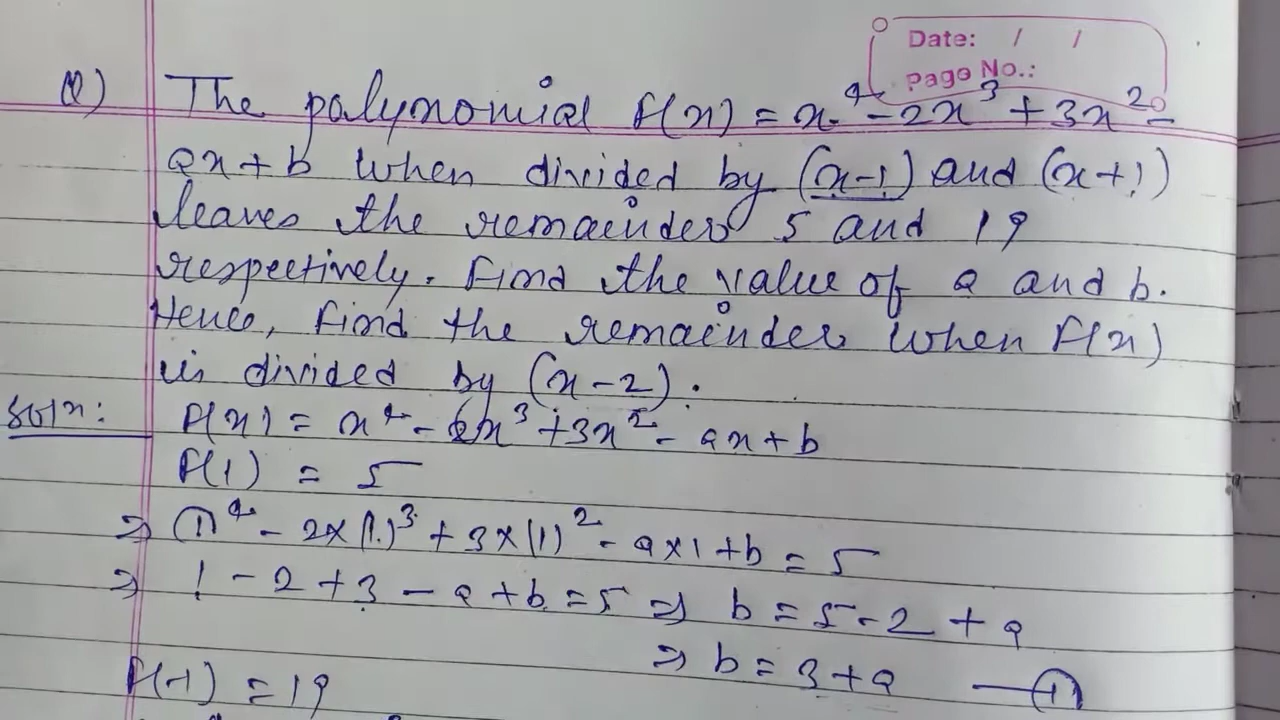 Date: / /
Page No.:
Q) The polynomial f(x) = x⁴ - 2x³ + 3x² -
ax + b when divided by (x-1) and (x+1)
leaves the remainder 5 and 19
respectively. Find the value of a and b.
Hence, find the remainder when f(x)
is divided by (x-2).
Soln: f(x) = x⁴ - 2x³ + 3x² - ax + b
f(1) = 5
⇒ (1)⁴ - 2×(1)³ + 3×(1)² - a×1 + b = 5
⇒ 1 - 2 + 3 - a + b = 5 ⇒ b = 5 - 2 + a
⇒ b = 3 + a — (1)
f(-1) = 19